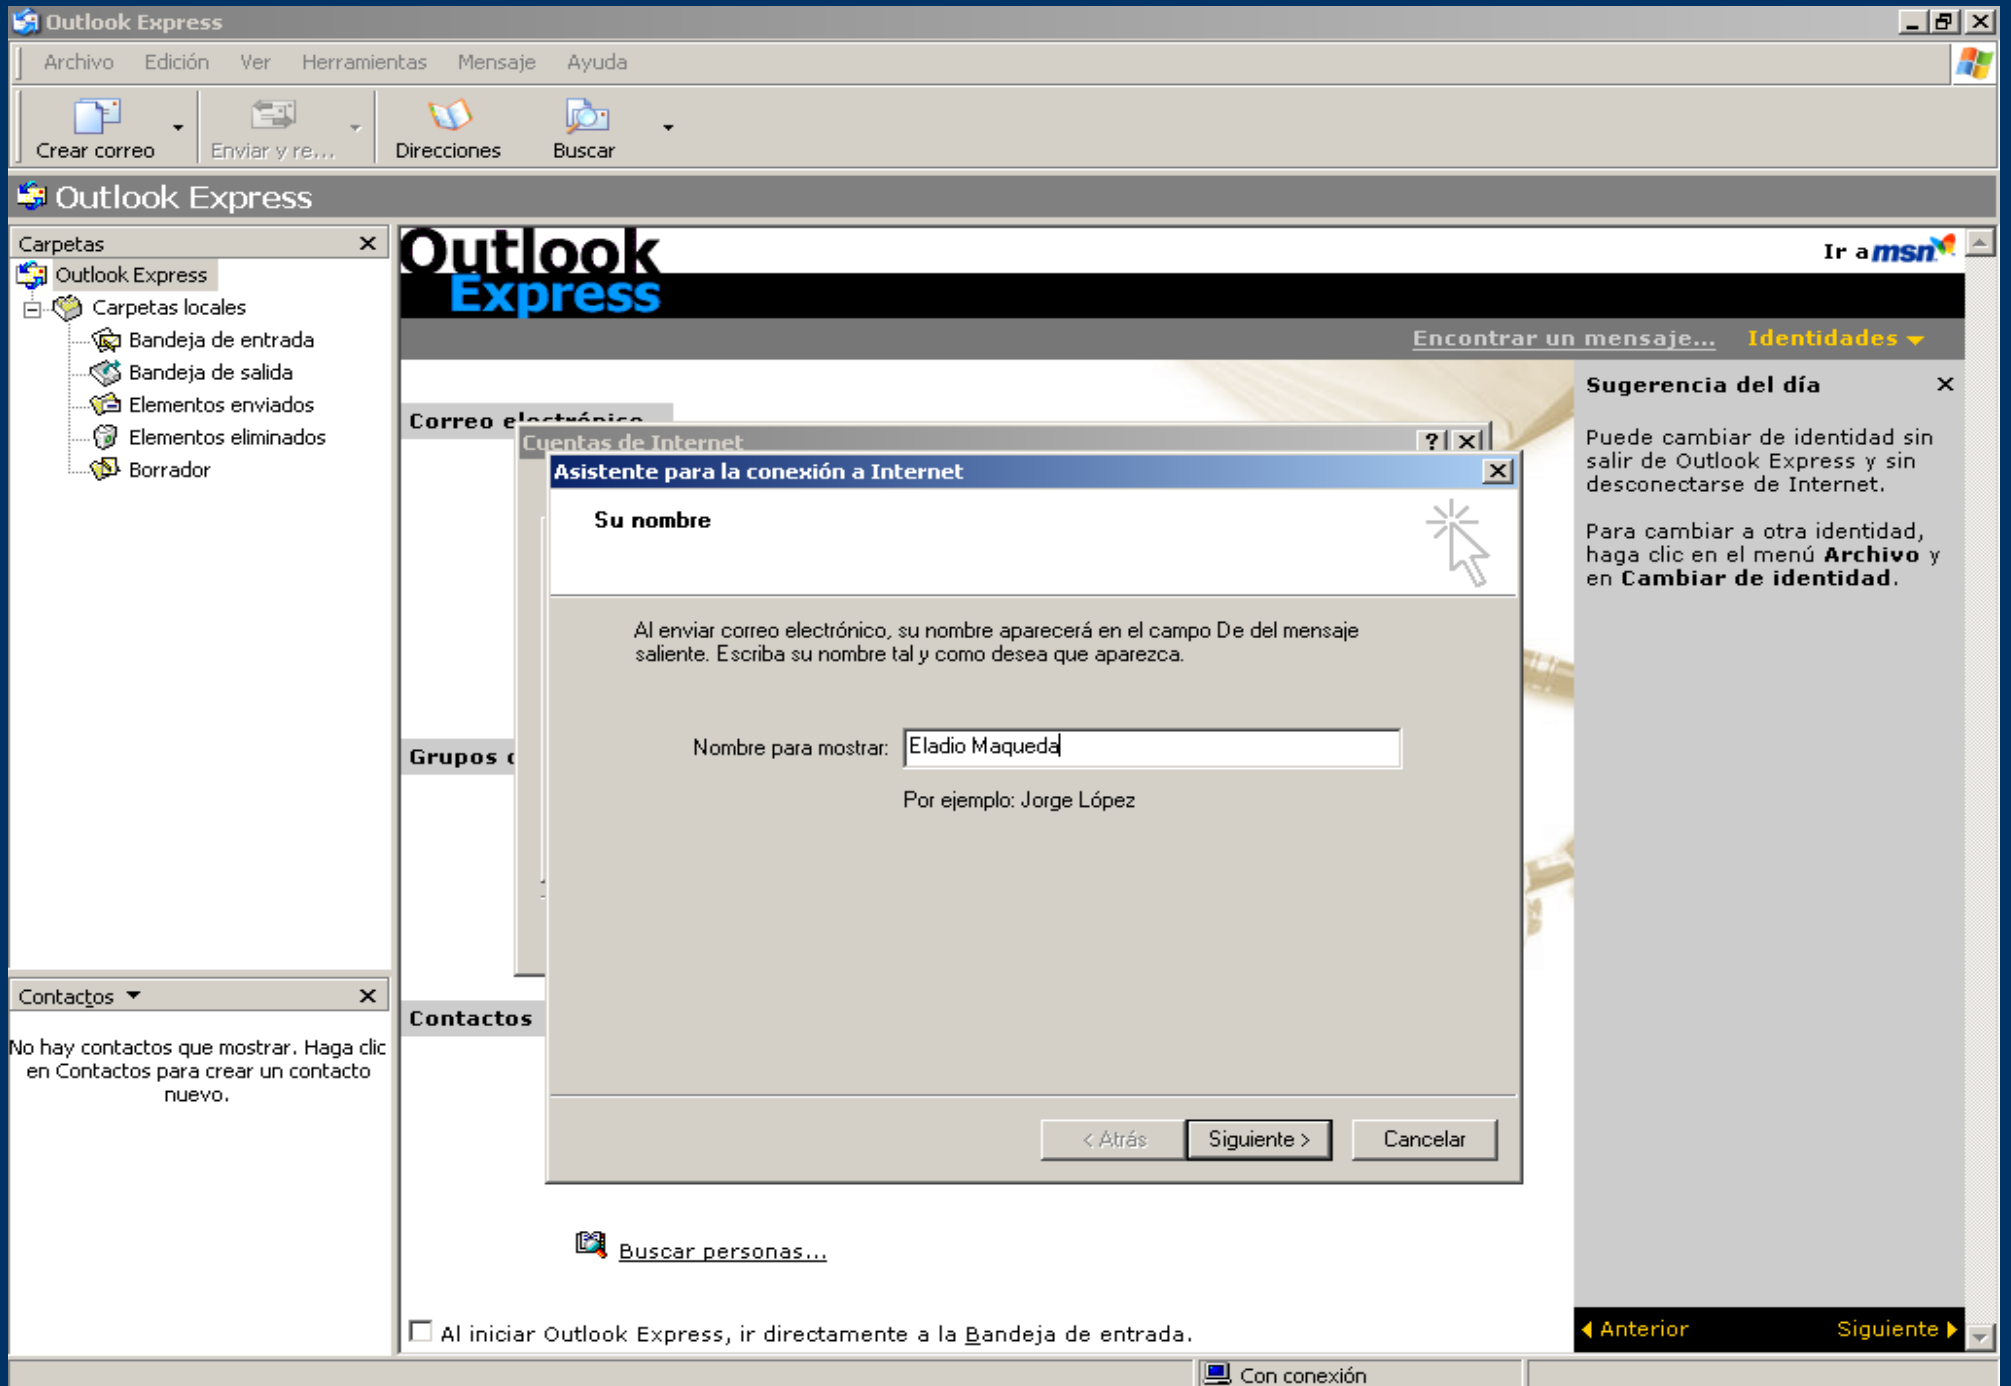 Outlook Express
Archivo Edición Ver Herramientas Mensaje Ayuda
Crear correo Enviar y re... Direcciones Buscar
Outlook Express
Carpetas
Outlook Express
Carpetas locales
Bandeja de entrada
Bandeja de salida
Elementos enviados
Elementos eliminados
Borrador
Contactos
No hay contactos que mostrar. Haga clic
en Contactos para crear un contacto
nuevo.
Outlook
Express
Ir a msn
Encontrar un mensaje... Identidades
Correo electrónico
Grupos
Contactos
Cuentas de Internet
Asistente para la conexión a Internet
Su nombre
Al enviar correo electrónico, su nombre aparecerá en el campo De del mensaje
saliente. Escriba su nombre tal y como desea que aparezca.
Nombre para mostrar: Eladio Maqueda
Por ejemplo: Jorge López
< Atrás Siguiente > Cancelar
Buscar personas...
Al iniciar Outlook Express, ir directamente a la Bandeja de entrada.
Sugerencia del día
Puede cambiar de identidad sin
salir de Outlook Express y sin
desconectarse de Internet.
Para cambiar a otra identidad,
haga clic en el menú Archivo y
en Cambiar de identidad.
Anterior Siguiente
Con conexión